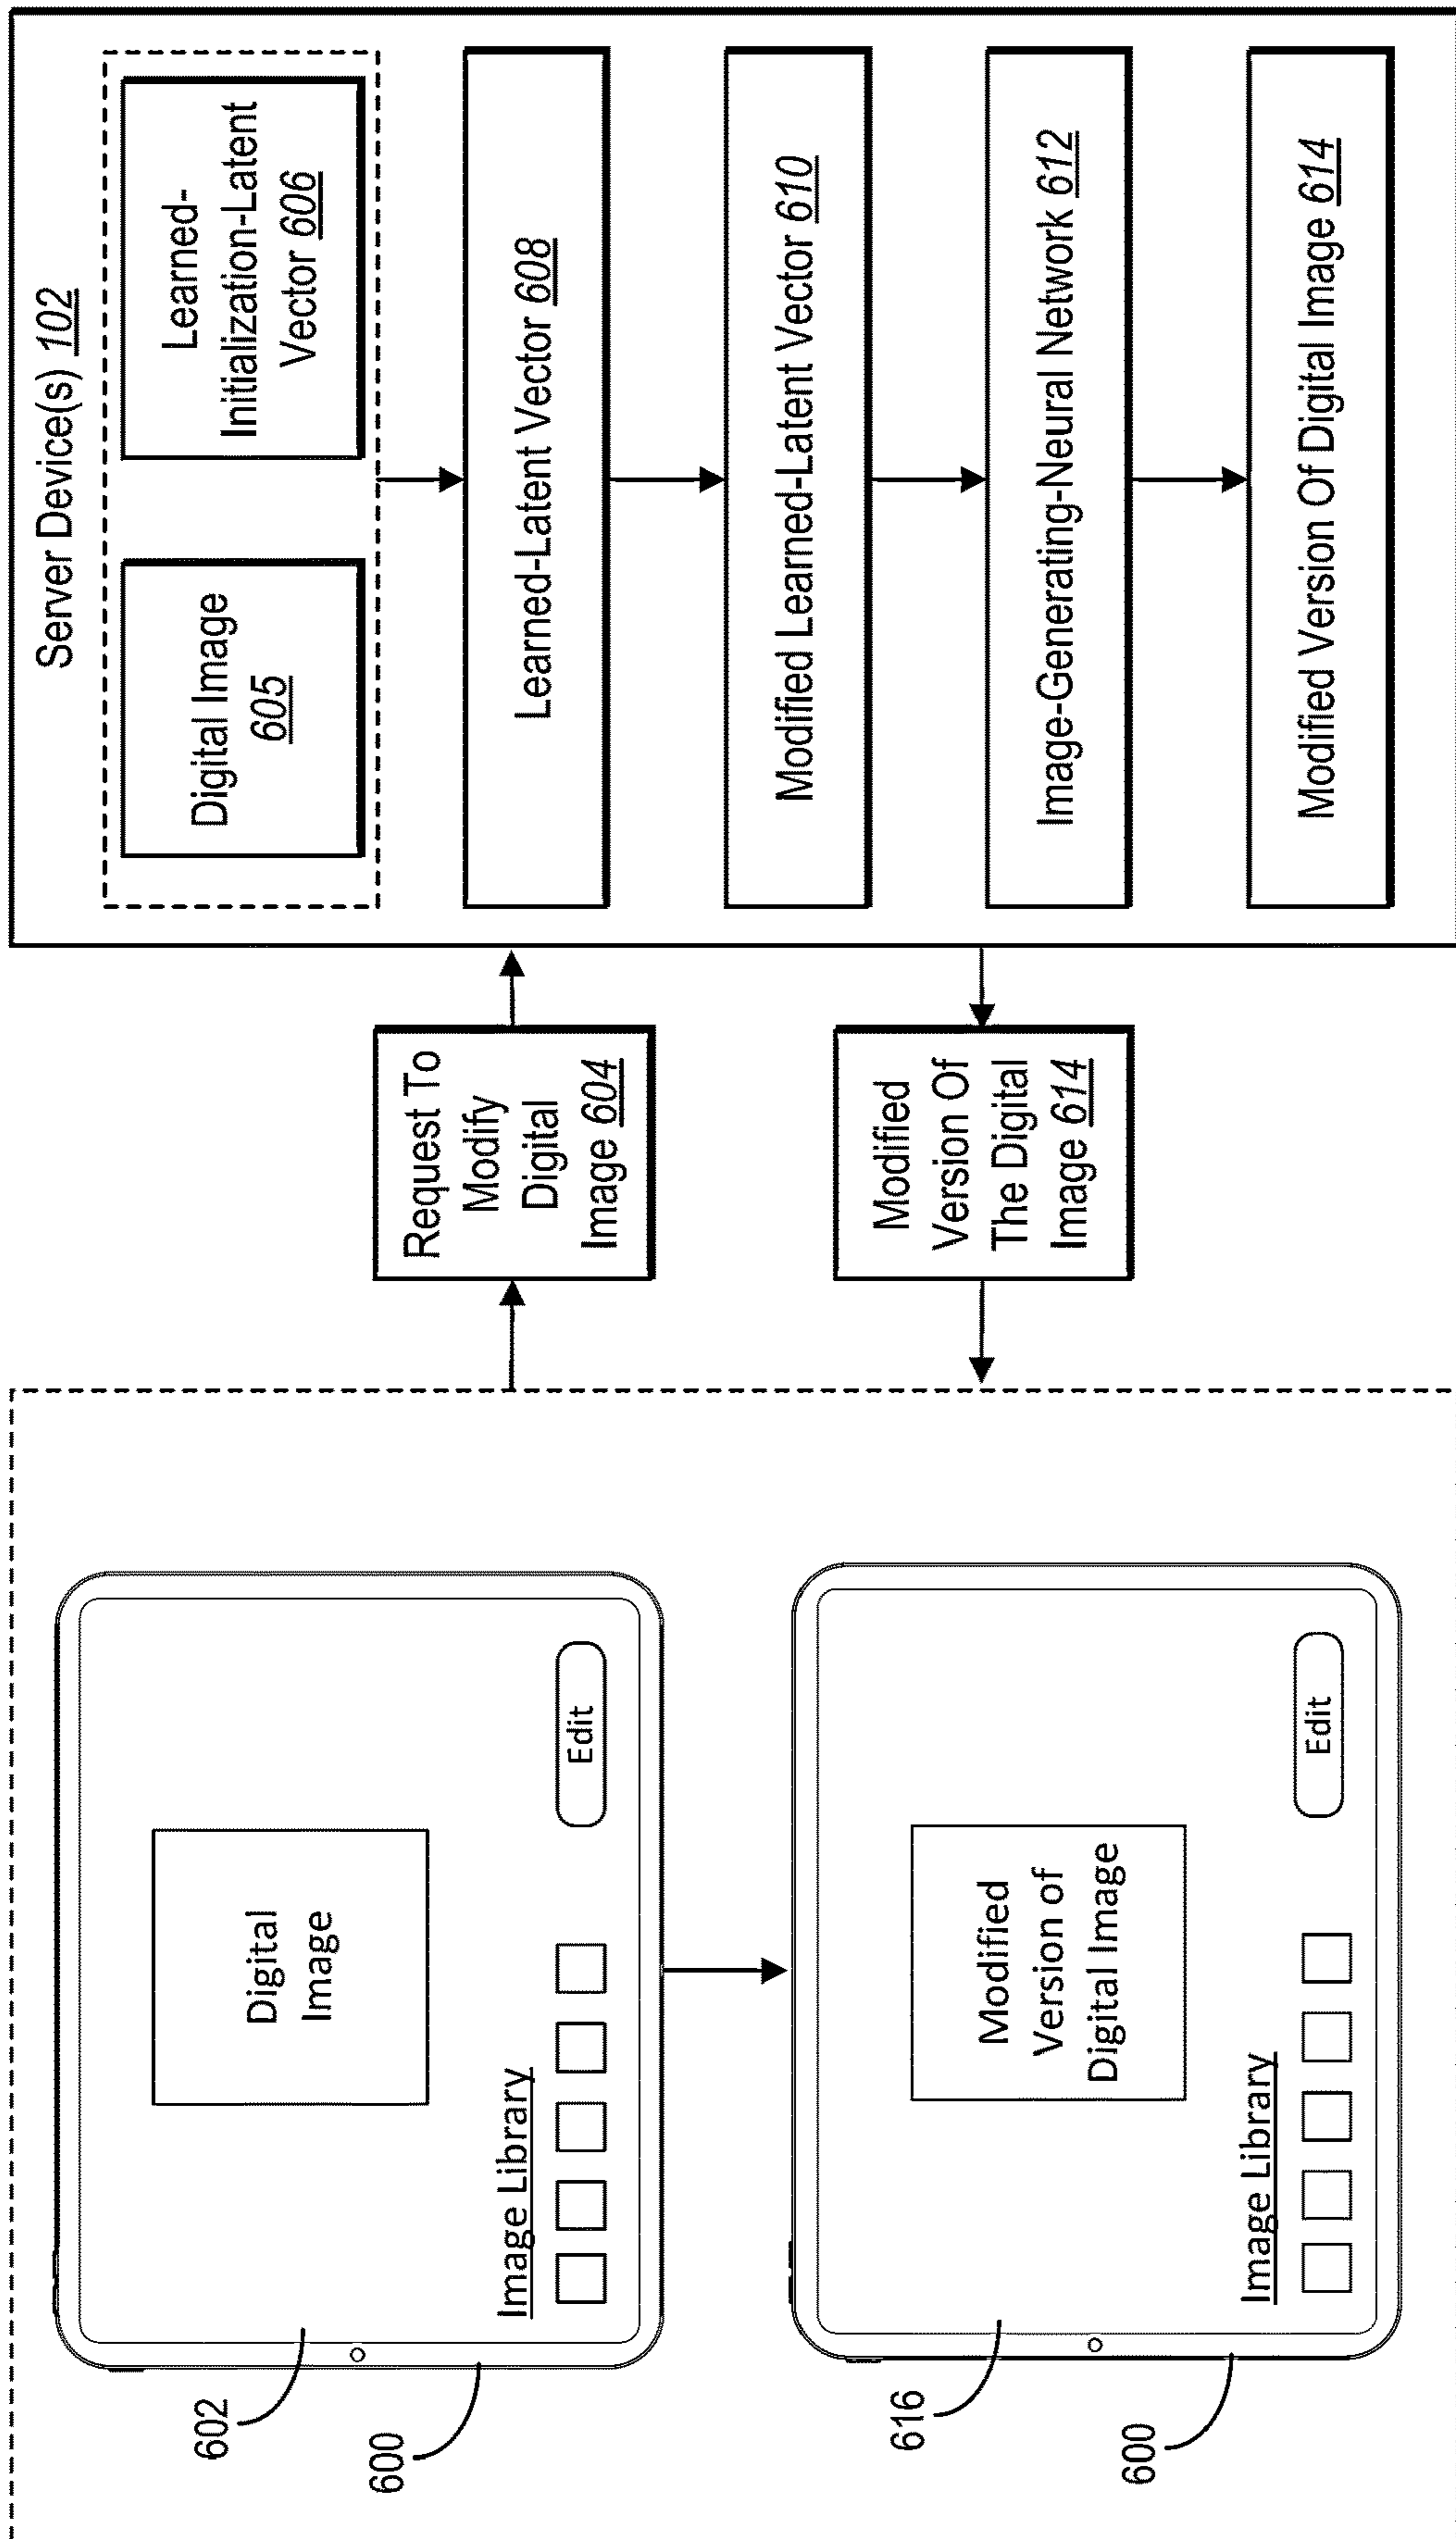 602
600
Digital
Image
Image Library
Edit
616
600
Modified
Version of
Digital Image
Image Library
Edit
Request To
Modify
Digital
Image 604
Modified
Version Of
The Digital
Image 614
Server Device(s) 102
Digital Image
605
Learned-
Initialization-Latent
Vector 606
Learned-Latent Vector 608
Modified Learned-Latent Vector 610
Image-Generating-Neural Network 612
Modified Version Of Digital Image 614